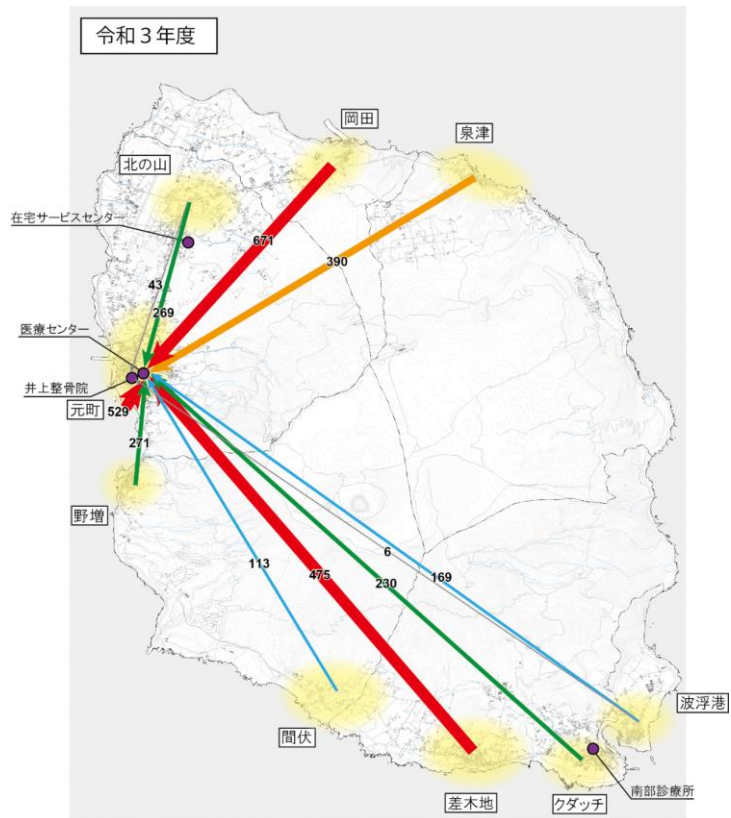 令和３年度
岡田
泉津
北の山
在宅サービスセンター
671
390
43
269
医療センター
井上整骨院
元町
529
271
野増
6
113
475
230
169
波浮港
間伏
差木地
クダッチ
南部診療所